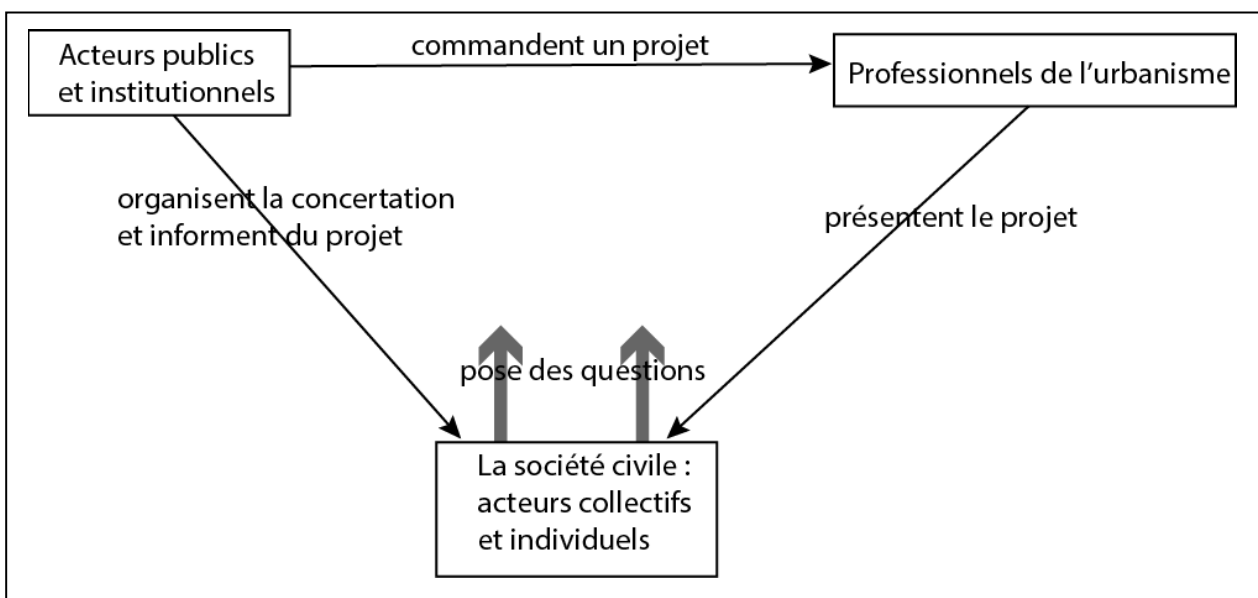 commandent un projet
Acteurs publics
et institutionnels
Professionnels de l'urbanisme
organisent la concertation
et informent du projet
présentent le projet
pose des questions
La société civile :
acteurs collectifs
et individuels